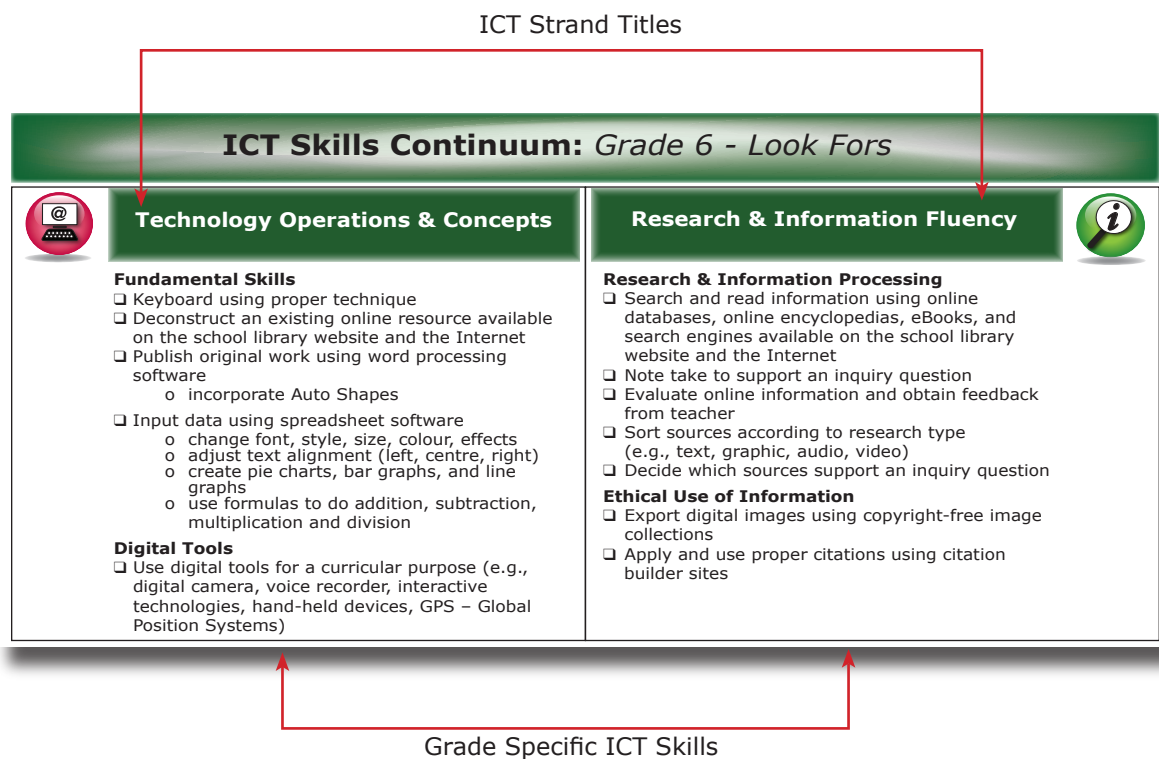 ICT Strand Titles
ICT Skills Continuum: Grade 6 - Look Fors
@
Technology Operations & Concepts
Fundamental Skills
❑ Keyboard using proper technique
❑ Deconstruct an existing online resource available
on the school library website and the Internet
❑ Publish original work using word processing
software
o incorporate Auto Shapes
❑ Input data using spreadsheet software
o change font, style, size, colour, effects
o adjust text alignment (left, centre, right)
o create pie charts, bar graphs, and line
graphs
o use formulas to do addition, subtraction,
multiplication and division
Digital Tools
❑ Use digital tools for a curricular purpose (e.g.,
digital camera, voice recorder, interactive
technologies, hand-held devices, GPS – Global
Position Systems)
Research & Information Fluency
i
Research & Information Processing
❑ Search and read information using online
databases, online encyclopedias, eBooks, and
search engines available on the school library
website and the Internet
❑ Note take to support an inquiry question
❑ Evaluate online information and obtain feedback
from teacher
❑ Sort sources according to research type
(e.g., text, graphic, audio, video)
❑ Decide which sources support an inquiry question
Ethical Use of Information
❑ Export digital images using copyright-free image
collections
❑ Apply and use proper citations using citation
builder sites
Grade Specific ICT Skills